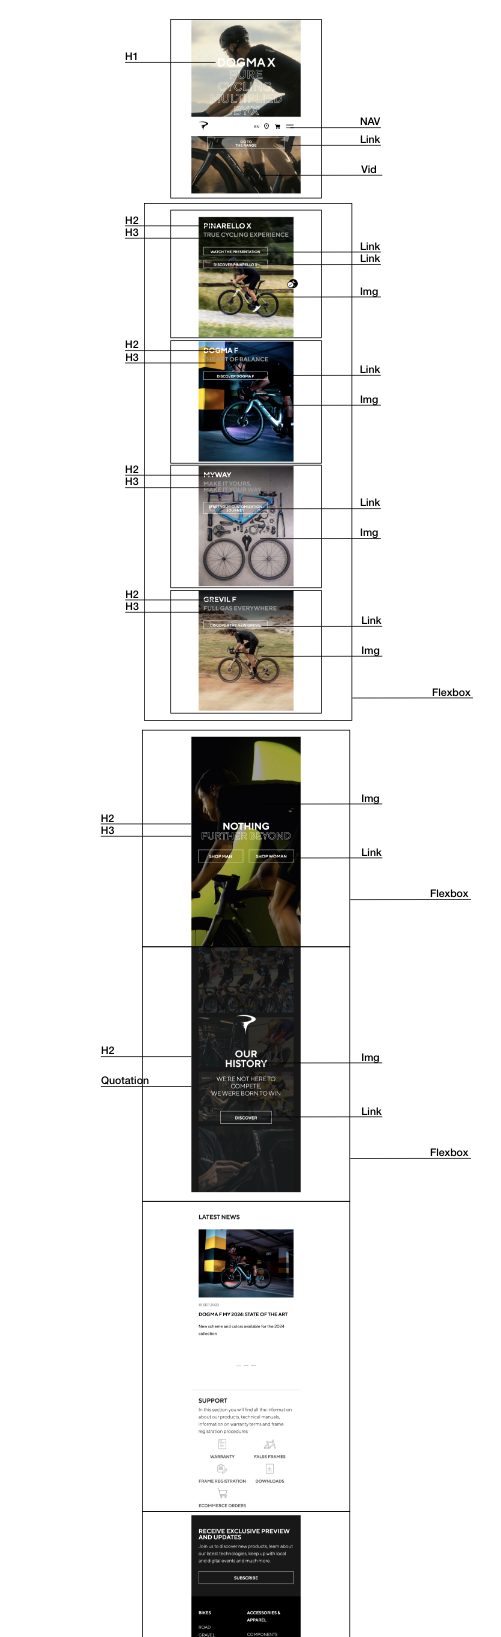 H1
DOGMA X
PURE
CYCLING
MULTIPLIED
BY X
NAV
EN
Link
GO TO
THE RANGE
Vid
H2
PINARELLO X
H3
TRUE CYCLING EXPERIENCE
Link
WATCH THE PRESENTATION
Link
DISCOVER PINARELLO X
Img
H2
DOGMA F
H3
THE ART OF BALANCE
Link
DISCOVER DOGMA F
Img
H2
MYWAY
H3
MAKE IT YOURS,
MAKE IT YOUR WAY
Link
START YOUR CUSTOMIZATION
JOURNEY
Img
H2
GREVIL F
H3
FULL GAS EVERYWHERE
Link
DISCOVER THE NEW GREVIL
Img
Flexbox
Img
H2
NOTHING
H3
FURTHER BEYOND
Link
SHOP MAN
SHOP WOMAN
Flexbox
H2
OUR
HISTORY
Img
Quotation
WE'RE NOT HERE TO
COMPETE,
WE WERE BORN TO WIN
Link
DISCOVER
Flexbox
LATEST NEWS
DOGMA F MY 2024: STATE OF THE ART
New scheme and colors available for the 2024
collection
SUPPORT
In this section you will find all the information
about our products, technical manuals,
information on warranty terms and frame
registration procedures
WARRANTY
FALSE FRAMES
FRAME REGISTRATION
DOWNLOADS
ECOMMERCE ORDERS
RECEIVE EXCLUSIVE PREVIEW
AND UPDATES
Join us to discover new products, learn about
our latest technologies, keep up with local
and digital events and much more.
SUBSCRIBE
BIKES
ACCESSORIES &
APPAREL
ROAD
COMPONENTS
GRAVEL